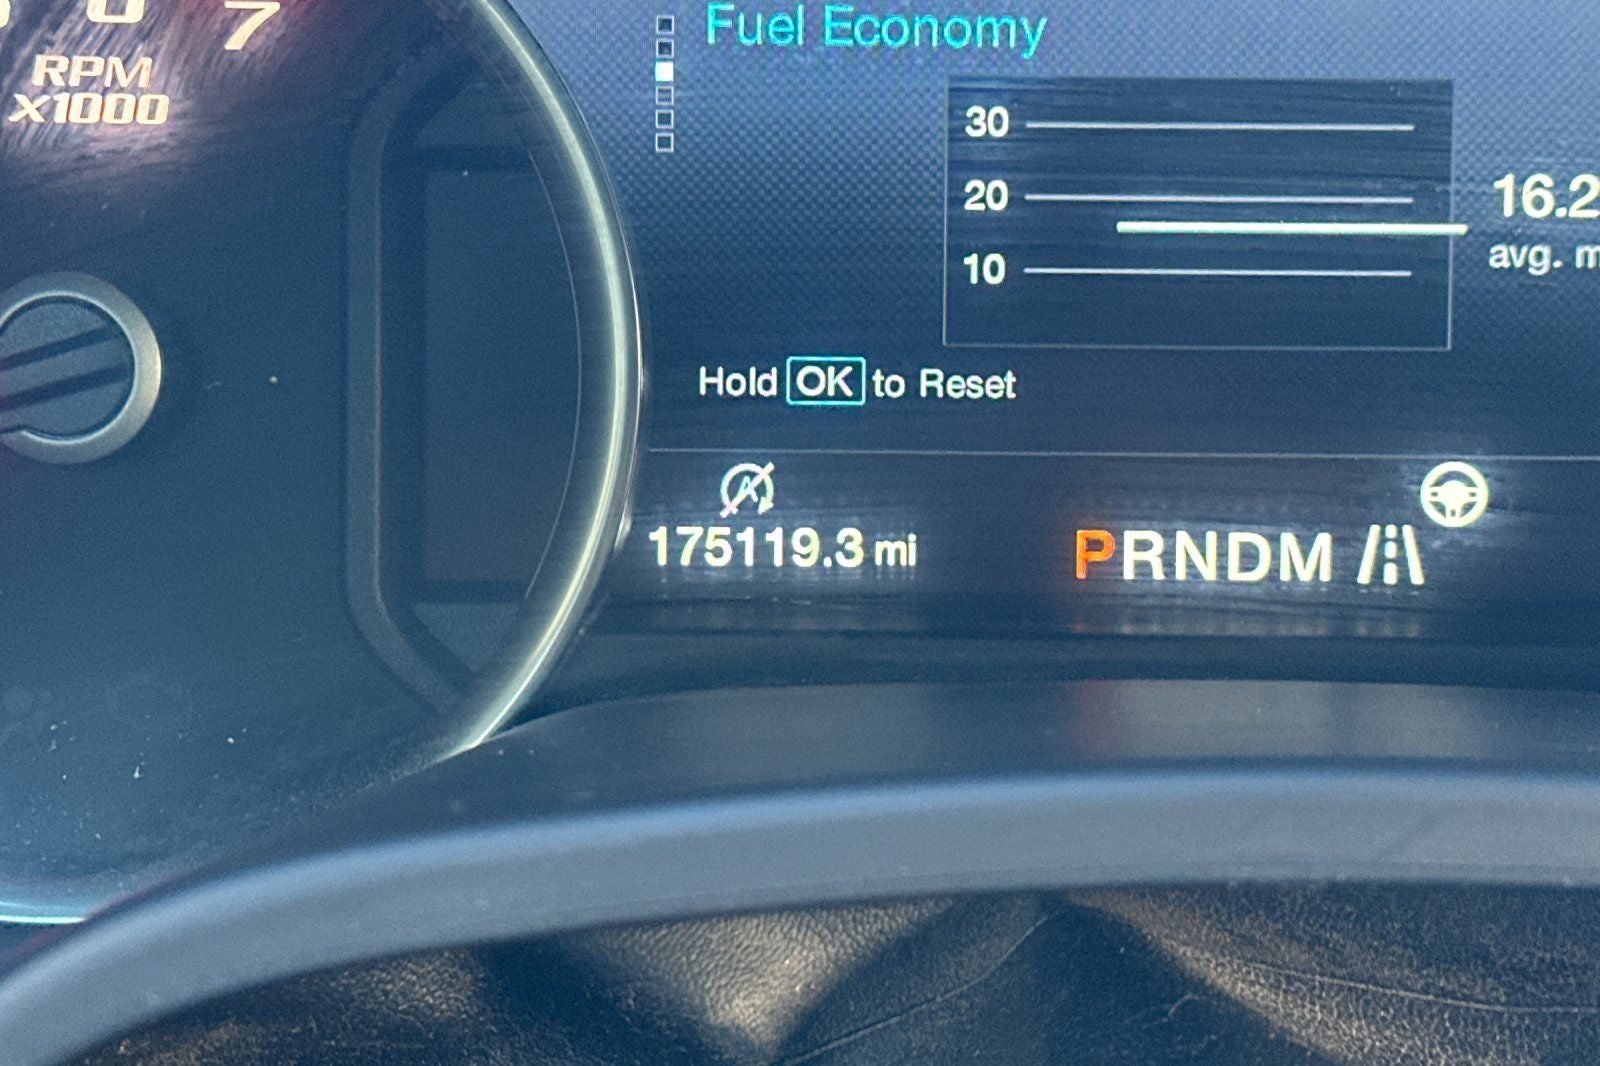 7
RPM
x1000
Fuel Economy
30
20
10
16.2
avg.
Hold OK to Reset
A
175119.3 mi
PRNDM